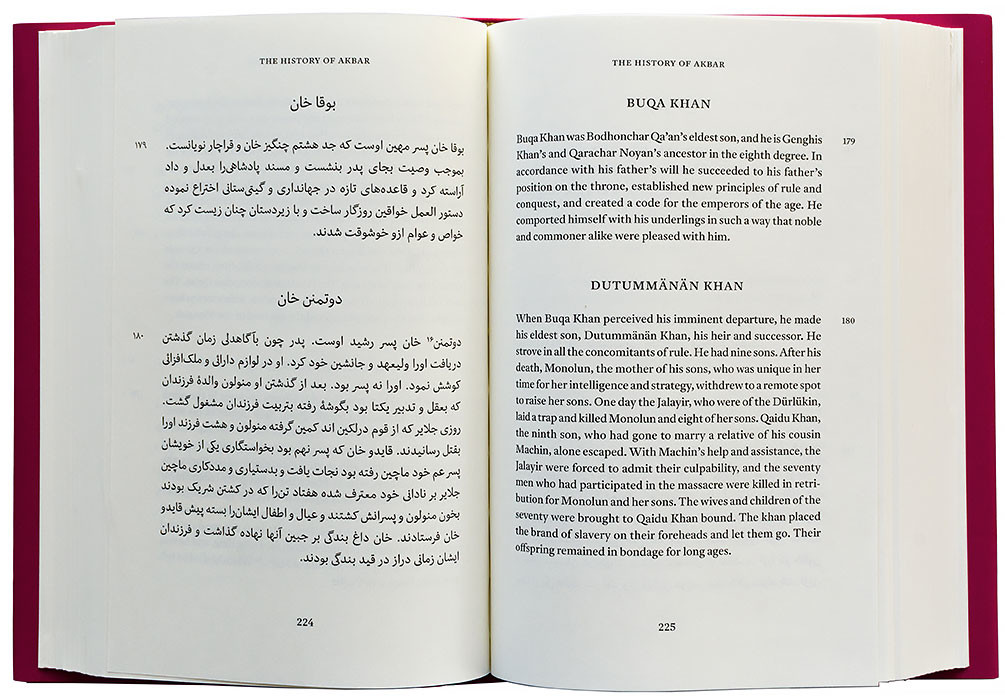 THE HISTORY OF AKBAR
بوقا خان
۱۷۹
بوقا خان پسر مهین اوست که جد هشتم چنگیز خان و قراچار نویانست.
بموجب وصیت بجای پدر بنشست و مسند پادشاهی‌را بعدل و داد
آراسته کرد و قاعده‌های تازه در جهانداری و گیتی‌ستانی اختراع نموده
دستور العمل خواقین روزگار ساخت و با زیردستان چنان زیست کرد که
خواص و عوام ازو خوشوقت شدند.
دوتمنن خان
۱۸۰
دوتمنن۱۶ خان پسر رشید اوست. پدر چون بآگاهدلی زمان گذشتن
دریافت اورا ولیعهد و جانشین خود کرد. او در لوازم دارائی و ملک‌افزائی
کوشش نمود. اورا نه پسر بود. بعد از گذشتن او منولون والدهٔ فرزندان
که بعقل و تدبیر یکتا بود بگوشهٔ رفته بتربیت فرزندان مشغول گشت.
روزی جلایر که از قوم درلکین اند کمین گرفته منولون و هشت فرزند اورا
بقتل رسانیدند. قایدو خان که پسر نهم بود بخواستگاری یکی از خویشان
پسر عم خود ماچین رفته بود نجات یافت و بدستیاری و مددکاری ماچین
جلایر بر نادانی خود معترف شده هفتاد تن‌را که در کشتن شریک بودند
بخون منولون و پسرانش کشتند و عیال و اطفال ایشان‌را بسته پیش قایدو
خان فرستادند. خان داغ بندگی بر جبین آنها نهاده گذاشت و فرزندان
ایشان زمانی دراز در قید بندگی بودند.
224
THE HISTORY OF AKBAR
BUQA KHAN
Buqa Khan was Bodhonchar Qa’an’s eldest son, and he is Genghis
179
Khan’s and Qarachar Noyan’s ancestor in the eighth degree. In
accordance with his father’s will he succeeded to his father’s
position on the throne, established new principles of rule and
conquest, and created a code for the emperors of the age. He
comported himself with his underlings in such a way that noble
and commoner alike were pleased with him.
DUTUMMÄNÄN KHAN
When Buqa Khan perceived his imminent departure, he made
180
his eldest son, Dutummänän Khan, his heir and successor. He
strove in all the concomitants of rule. He had nine sons. After his
death, Monolun, the mother of his sons, who was unique in her
time for her intelligence and strategy, withdrew to a remote spot
to raise her sons. One day the Jalayir, who were of the Dürlükin,
laid a trap and killed Monolun and eight of her sons. Qaidu Khan,
the ninth son, who had gone to marry a relative of his cousin
Machin, alone escaped. With Machin’s help and assistance, the
Jalayir were forced to admit their culpability, and the seventy
men who had participated in the massacre were killed in retri-
bution for Monolun and her sons. The wives and children of the
seventy were brought to Qaidu Khan bound. The khan placed
the brand of slavery on their foreheads and let them go. Their
offspring remained in bondage for long ages.
225